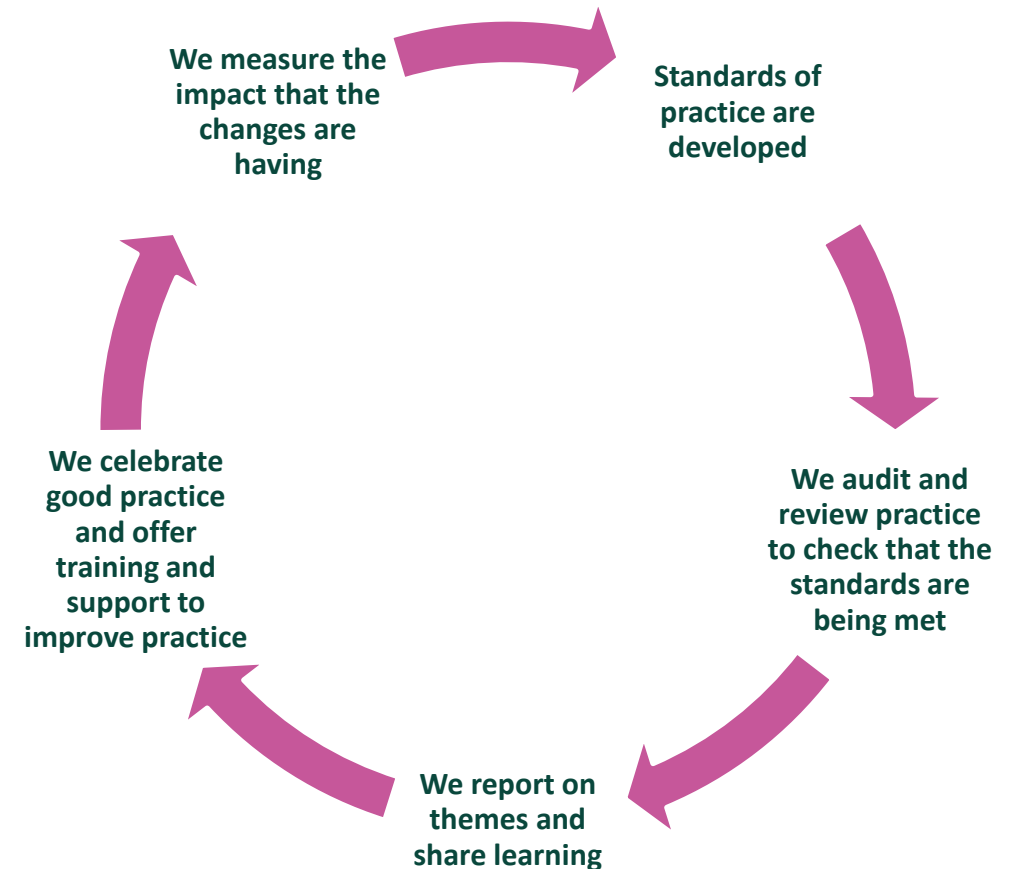 We measure the
impact that the
changes are
having
Standards of
practice are
developed
We audit and
review practice
to check that the
standards are
being met
We report on
themes and
share learning
We celebrate
good practice
and offer
training and
support to
improve practice